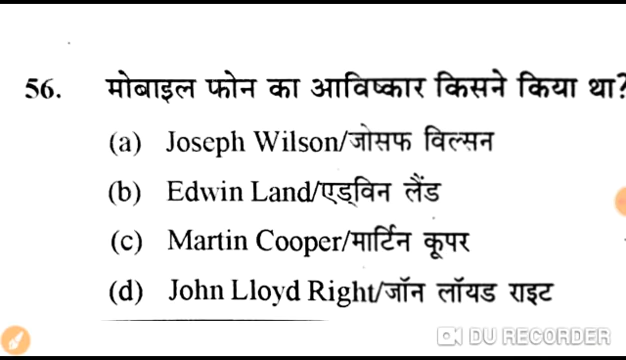 56. मोबाइल फोन का आविष्कार किसने किया था?
(a) Joseph Wilson/जोसफ विल्सन
(b) Edwin Land/एड्विन लैंड
(c) Martin Cooper/मार्टिन कूपर
(d) John Lloyd Right/जॉन लॉयड राइट
DU RECORDER